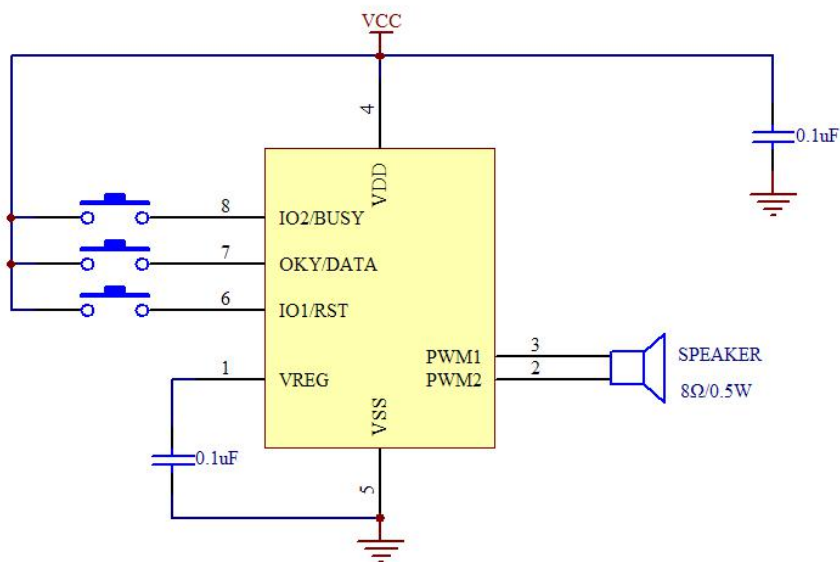 VCC
4
0.1uF
VDD
8 IO2/BUSY
7 OKY/DATA
6 IO1/RST
PWM1 3 SPEAKER
1 VREG PWM2 2
8Ω/0.5W
VSS
0.1uF
5